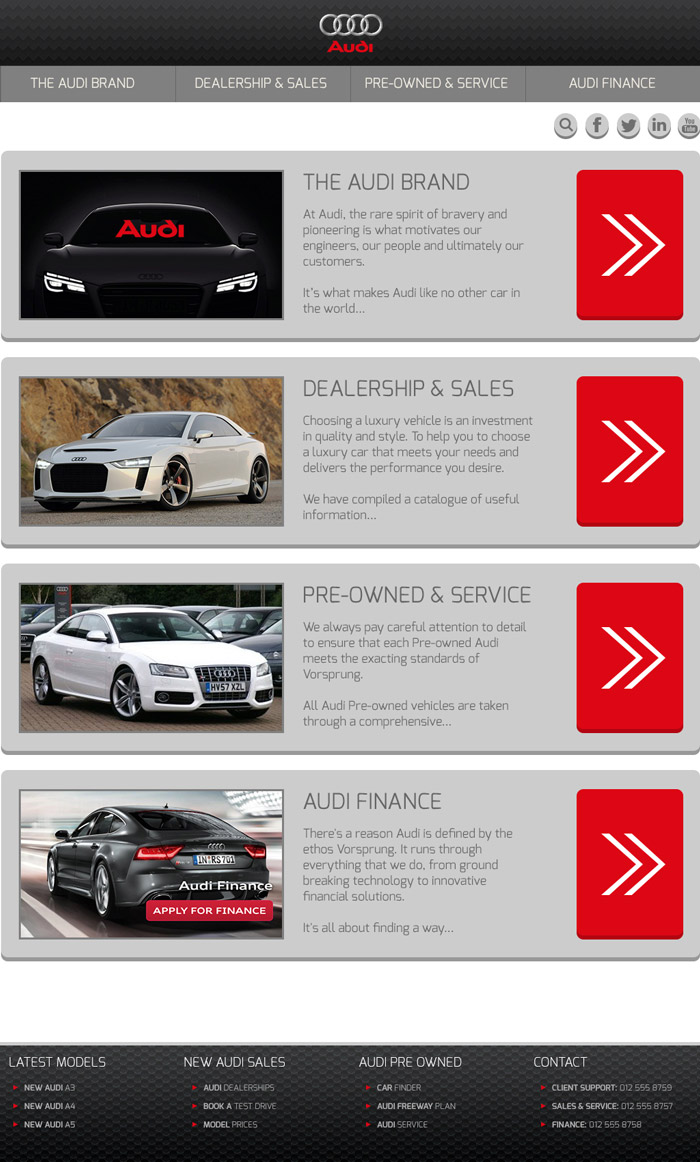 Audi
THE AUDI BRAND
DEALERSHIP & SALES
PRE-OWNED & SERVICE
AUDI FINANCE
You
Tube
Audi
THE AUDI BRAND
At Audi, the rare spirit of bravery and
pioneering is what motivates our
engineers, our people and ultimately our
customers.
It's what makes Audi like no other car in
the world...
DEALERSHIP & SALES
Choosing a luxury vehicle is an investment
in quality and style. To help you to choose
a luxury car that meets your needs and
delivers the performance you desire.
We have compiled a catalogue of useful
information...
HV57 XZL
PRE-OWNED & SERVICE
We always pay careful attention to detail
to ensure that each Pre-owned Audi
meets the exacting standards of
Vorsprung.
All Audi Pre-owned vehicles are taken
through a comprehensive...
IN RS 701
Audi Finance
APPLY FOR FINANCE
AUDI FINANCE
There's a reason Audi is defined by the
ethos Vorsprung. It runs through
everything that we do, from ground
breaking technology to innovative
financial solutions.
It's all about finding a way...
LATEST MODELS
NEW AUDI A3
NEW AUDI A4
NEW AUDI A5
NEW AUDI SALES
AUDI DEALERSHIPS
BOOK A TEST DRIVE
MODEL PRICES
AUDI PRE OWNED
CAR FINDER
AUDI FREEWAY PLAN
AUDI SERVICE
CONTACT
CLIENT SUPPORT: 012 555 8759
SALES & SERVICE: 012 555 8757
FINANCE: 012 555 8758